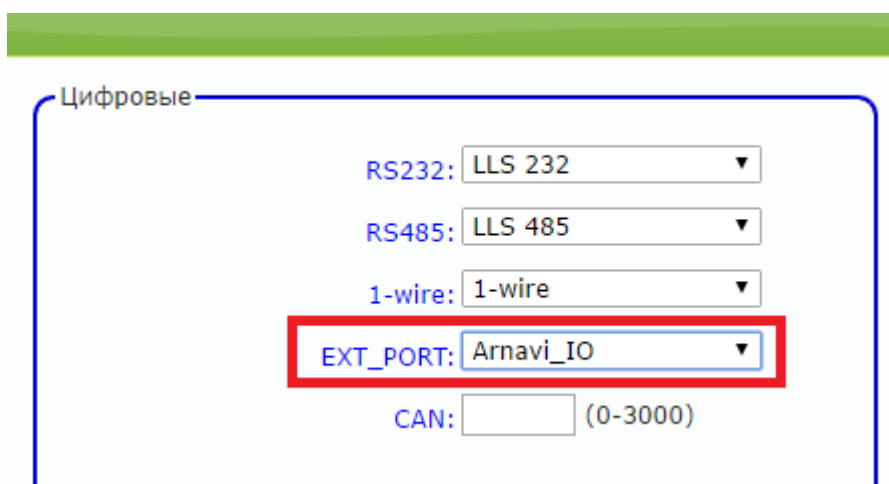 Цифровые
RS232: LLS 232
RS485: LLS 485
1-wire: 1-wire
EXT_PORT: Arnavi_IO
CAN: (0-3000)